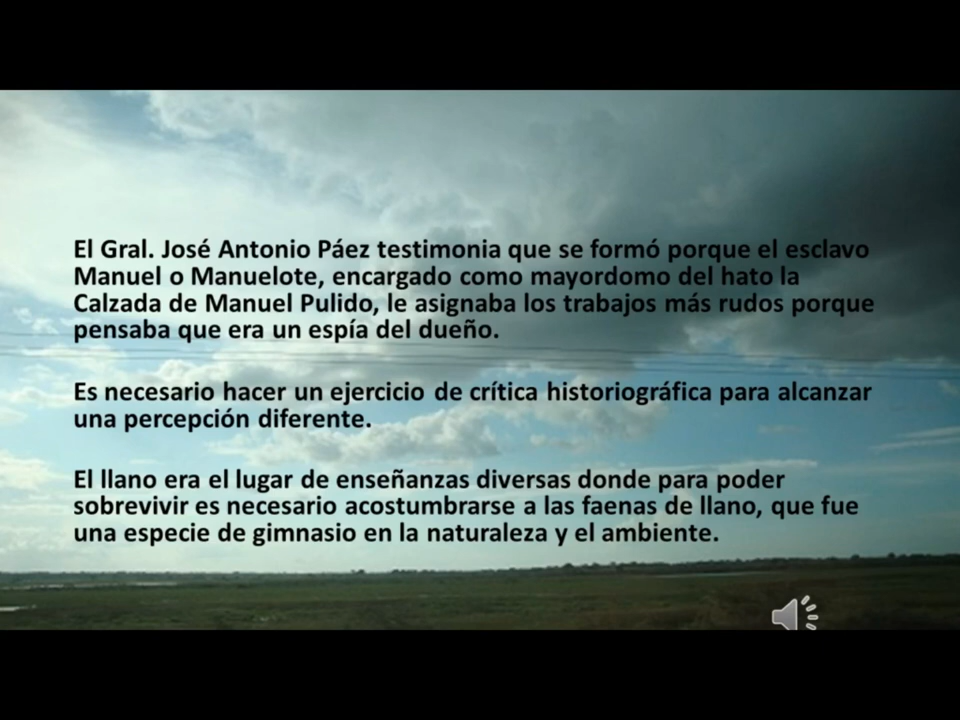 El Gral. José Antonio Páez testimonia que se formó porque el esclavo
Manuel o Manuelote, encargado como mayordomo del hato la
Calzada de Manuel Pulido, le asignaba los trabajos más rudos porque
pensaba que era un espía del dueño.
Es necesario hacer un ejercicio de crítica historiográfica para alcanzar
una percepción diferente.
El llano era el lugar de enseñanzas diversas donde para poder
sobrevivir es necesario acostumbrarse a las faenas de llano, que fue
una especie de gimnasio en la naturaleza y el ambiente.